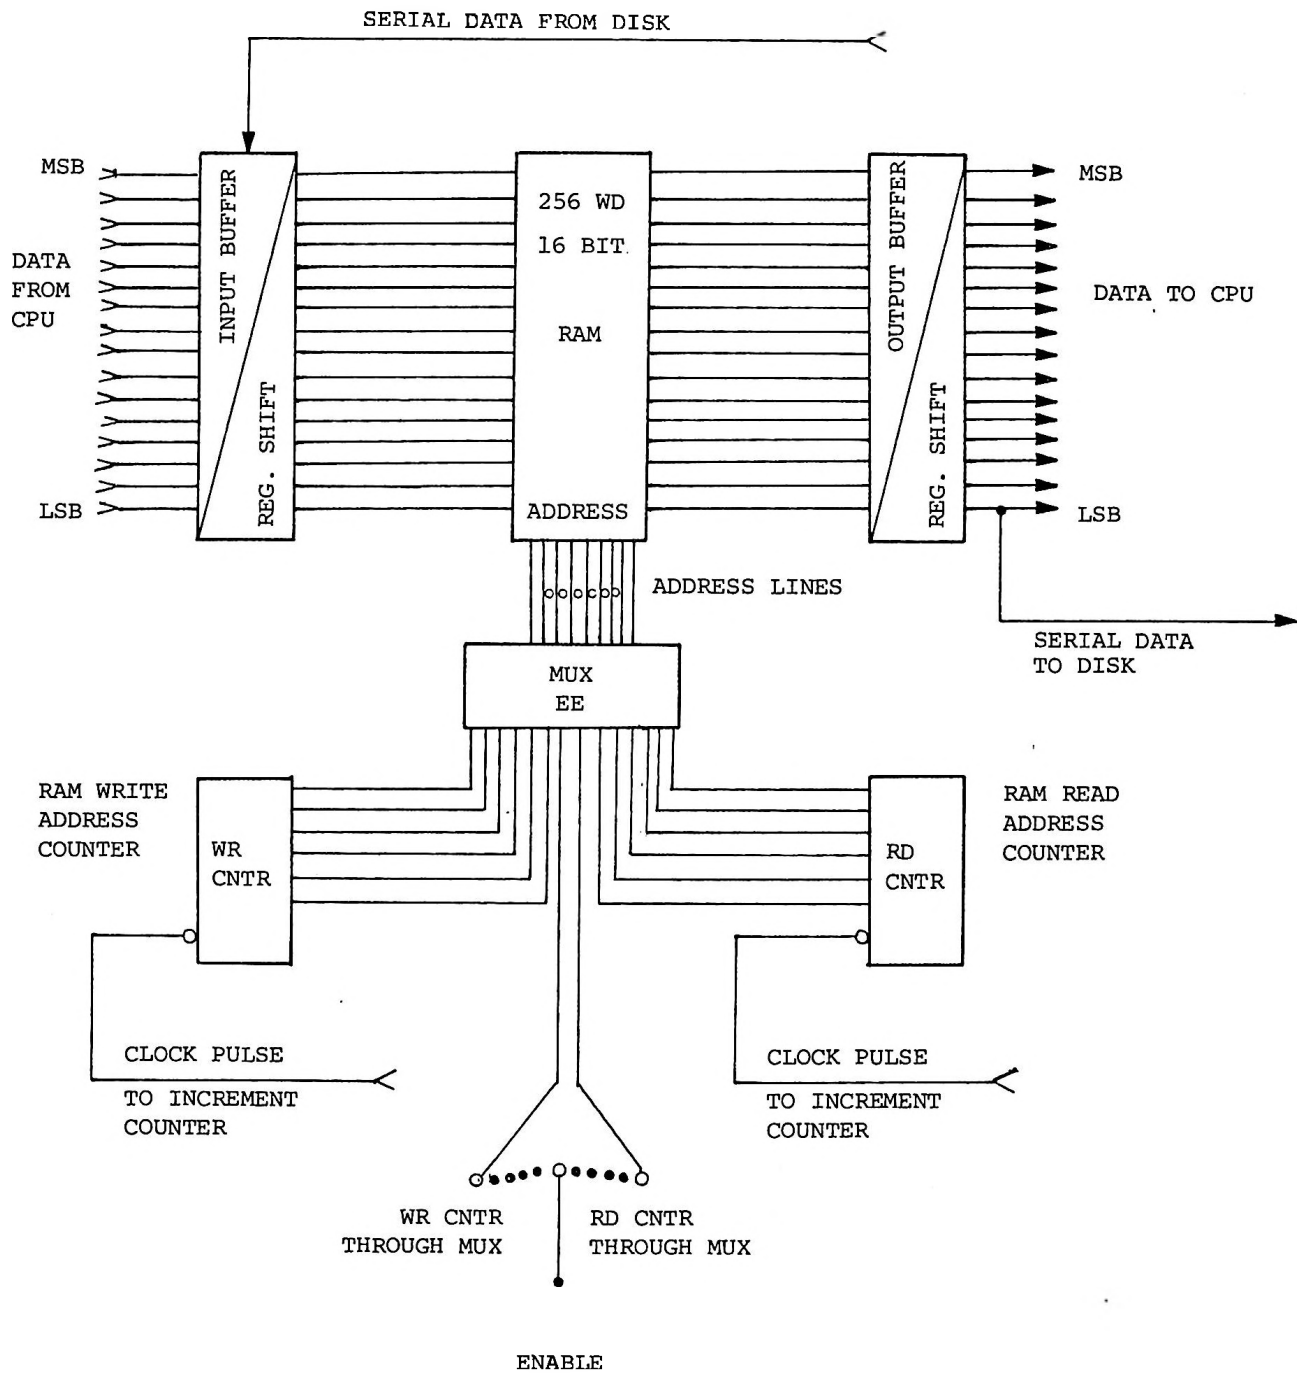 SERIAL DATA FROM DISK
MSB
DATA
FROM
CPU
LSB
INPUT BUFFER
REG. SHIFT
256 WD
16 BIT
RAM
ADDRESS
OUTPUT BUFFER
REG. SHIFT
MSB
DATA TO CPU
LSB
ADDRESS LINES
SERIAL DATA
TO DISK
MUX
EE
RAM WRITE
ADDRESS
COUNTER
WR
CNTR
RD
CNTR
RAM READ
ADDRESS
COUNTER
CLOCK PULSE
TO INCREMENT
COUNTER
CLOCK PULSE
TO INCREMENT
COUNTER
WR CNTR
THROUGH MUX
RD CNTR
THROUGH MUX
ENABLE